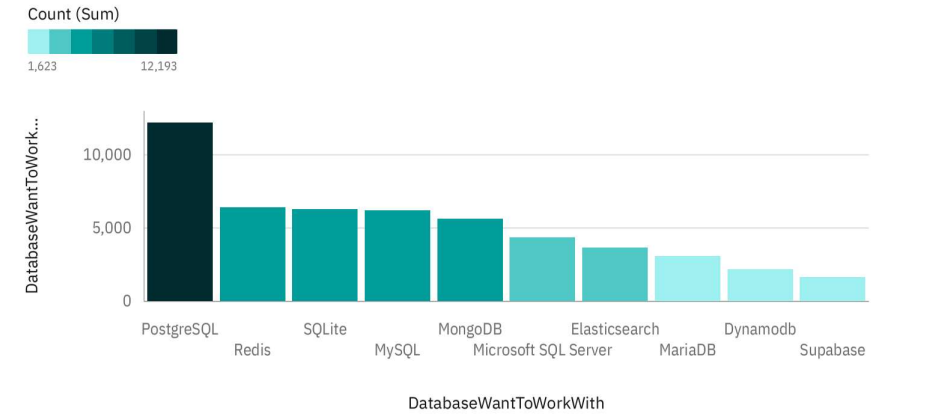 Count (Sum)
1,623 12,193
DatabaseWantToWork...
10,000
5,000
0
PostgreSQL SQLite MongoDB Elasticsearch Dynamodb
Redis MySQL Microsoft SQL Server MariaDB Supabase
DatabaseWantToWorkWith